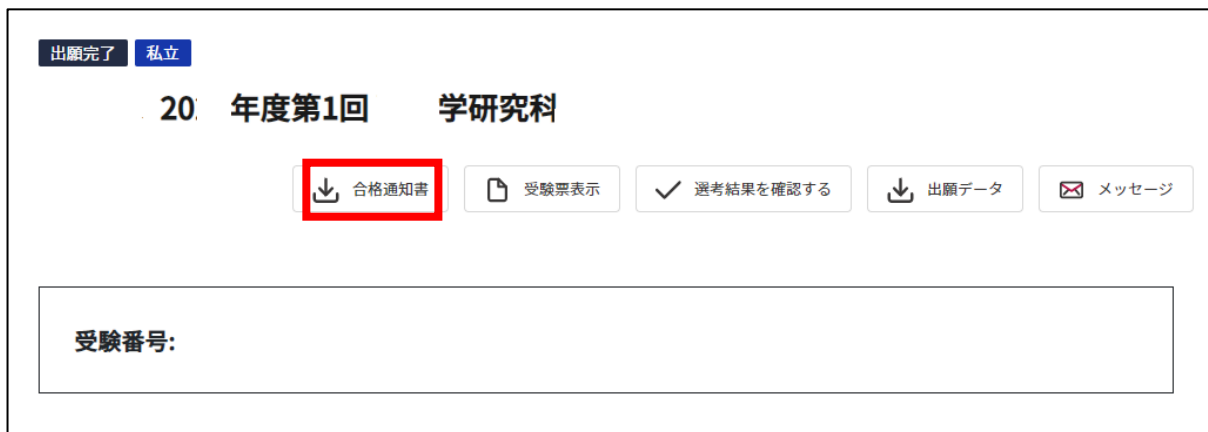 出願完了 私立
20 年度第1回 学研究科
合格通知書 受験票表示 選考結果を確認する 出願データ メッセージ
受験番号: